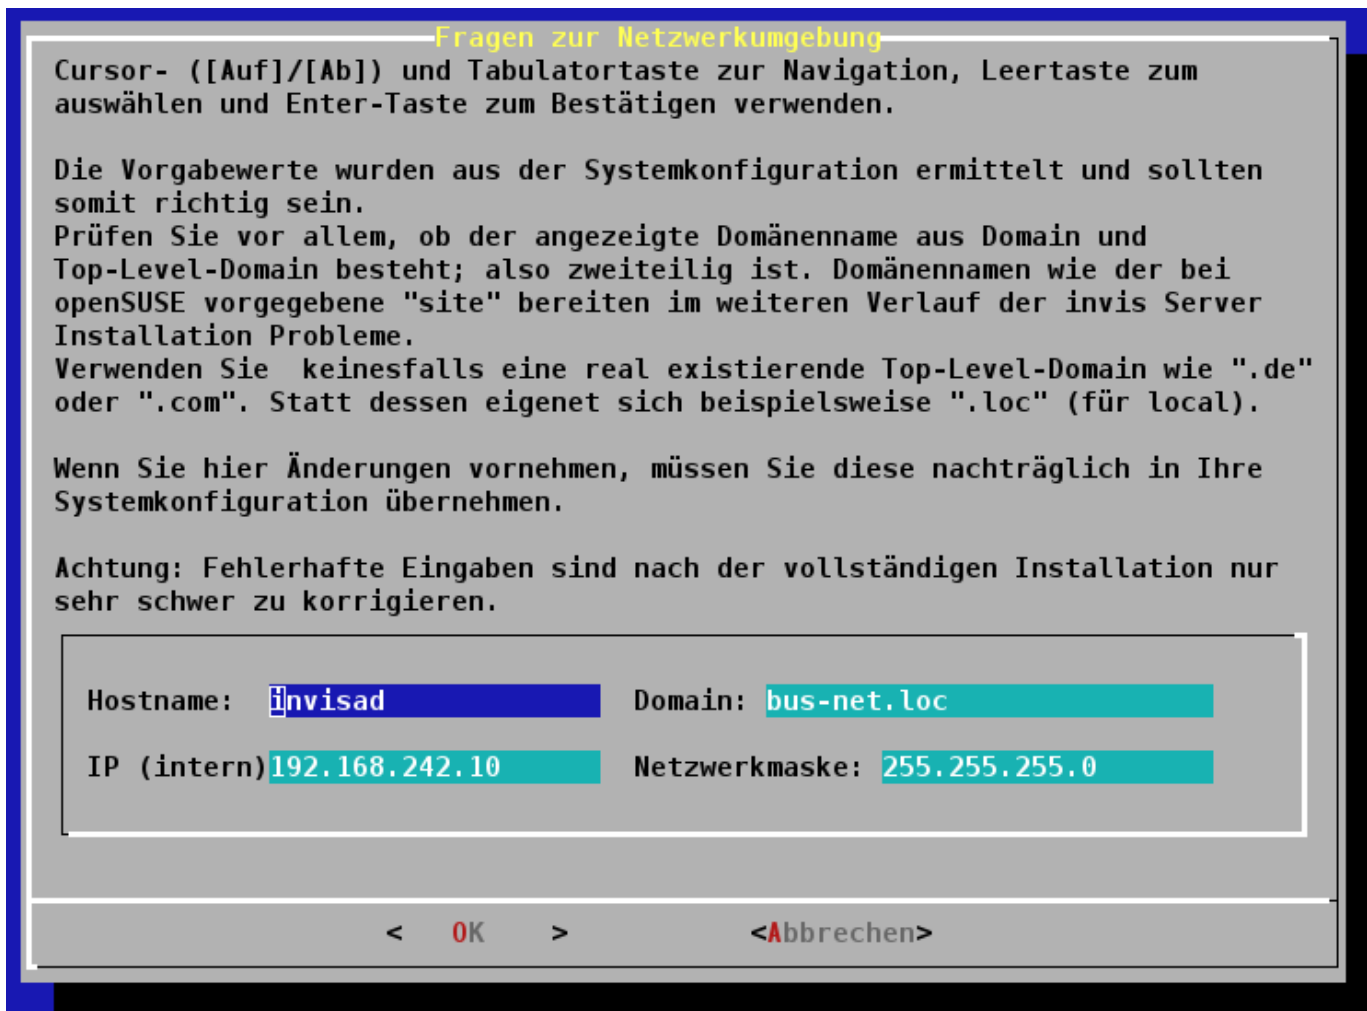 Fragen zur Netzwerkumgebung
Cursor- ([Auf]/[Ab]) und Tabulatortaste zur Navigation, Leertaste zum
auswählen und Enter-Taste zum Bestätigen verwenden.
Die Vorgabewerte wurden aus der Systemkonfiguration ermittelt und sollten
somit richtig sein.
Prüfen Sie vor allem, ob der angezeigte Domänenname aus Domain und
Top-Level-Domain besteht; also zweiteilig ist. Domänennamen wie der bei
openSUSE vorgegebene "site" bereiten im weiteren Verlauf der invis Server
Installation Probleme.
Verwenden Sie  keinesfalls eine real existierende Top-Level-Domain wie ".de"
oder ".com". Statt dessen eigenet sich beispielsweise ".loc" (für local).
Wenn Sie hier Änderungen vornehmen, müssen Sie diese nachträglich in Ihre
Systemkonfiguration übernehmen.
Achtung: Fehlerhafte Eingaben sind nach der vollständigen Installation nur
sehr schwer zu korrigieren.
Hostname: invisad Domain: bus-net.loc
IP (intern) 192.168.242.10 Netzwerkmaske: 255.255.255.0
< OK > <Abbrechen>